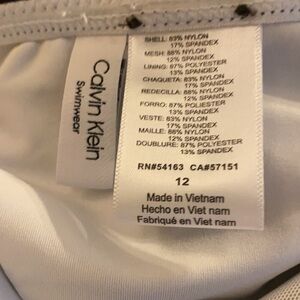 Calvin Klein
Swimwear
SHELL: 83% NYLON
17% SPANDEX
MESH: 88% NYLON
12% SPANDEX
LINING: 87% POLYESTER
13% SPANDEX
CHAQUETA: 83% NYLON
17% SPANDEX
REDECILLA: 88% NYLON
12% SPANDEX
FORRO: 87% POLIESTER
13% SPANDEX
VESTE: 83% NYLON
17% SPANDEX
MAILLE: 88% NYLON
12% SPANDEX
DOUBLURE: 87% POLYESTER
13% SPANDEX
RN#54163 CA#57151
12
Made in Vietnam
Hecho en Viet nam
Fabriqué en Viet nam